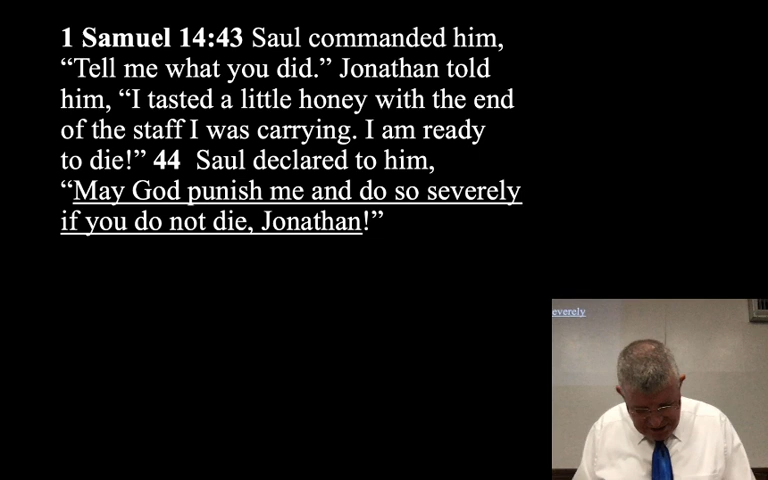 1 Samuel 14:43 Saul commanded him,
“Tell me what you did.” Jonathan told
him, “I tasted a little honey with the end
of the staff I was carrying. I am ready
to die!” 44 Saul declared to him,
“May God punish me and do so severely
if you do not die, Jonathan!”
everely